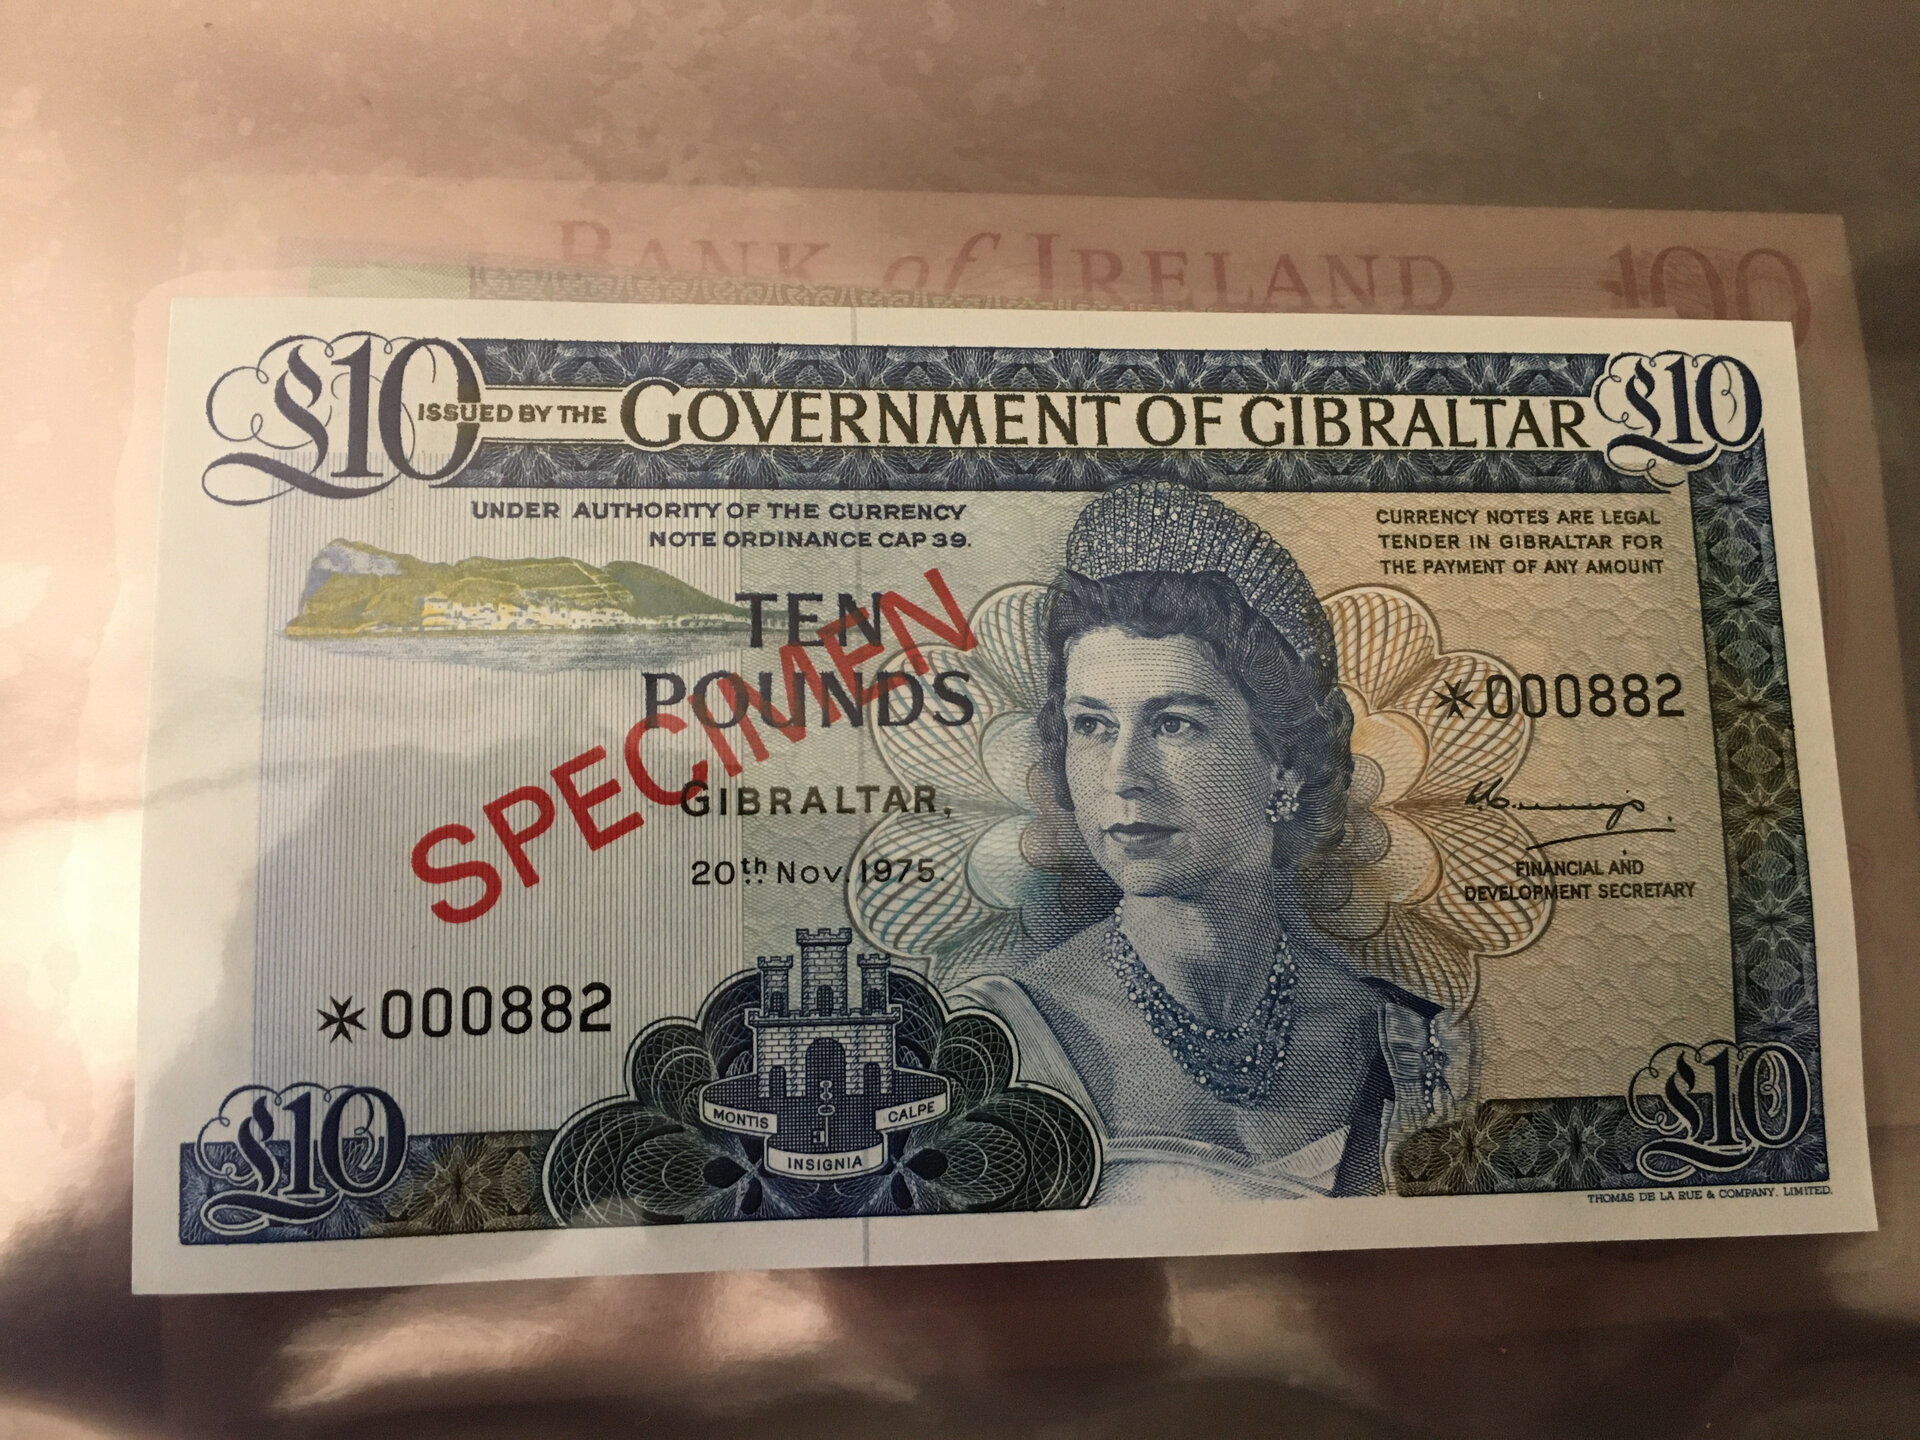 BANK of IRELAND 100
£10 ISSUED BY THE GOVERNMENT OF GIBRALTAR £10
UNDER AUTHORITY OF THE CURRENCY
NOTE ORDINANCE CAP 39.
CURRENCY NOTES ARE LEGAL
TENDER IN GIBRALTAR FOR
THE PAYMENT OF ANY AMOUNT
TEN
POUNDS
SPECIMEN
*000882
GIBRALTAR,
20th Nov. 1975.
FINANCIAL AND
DEVELOPMENT SECRETARY
*000882
MONTIS
CALPE
INSIGNIA
£10
£10
THOMAS DE LA RUE & COMPANY, LIMITED.